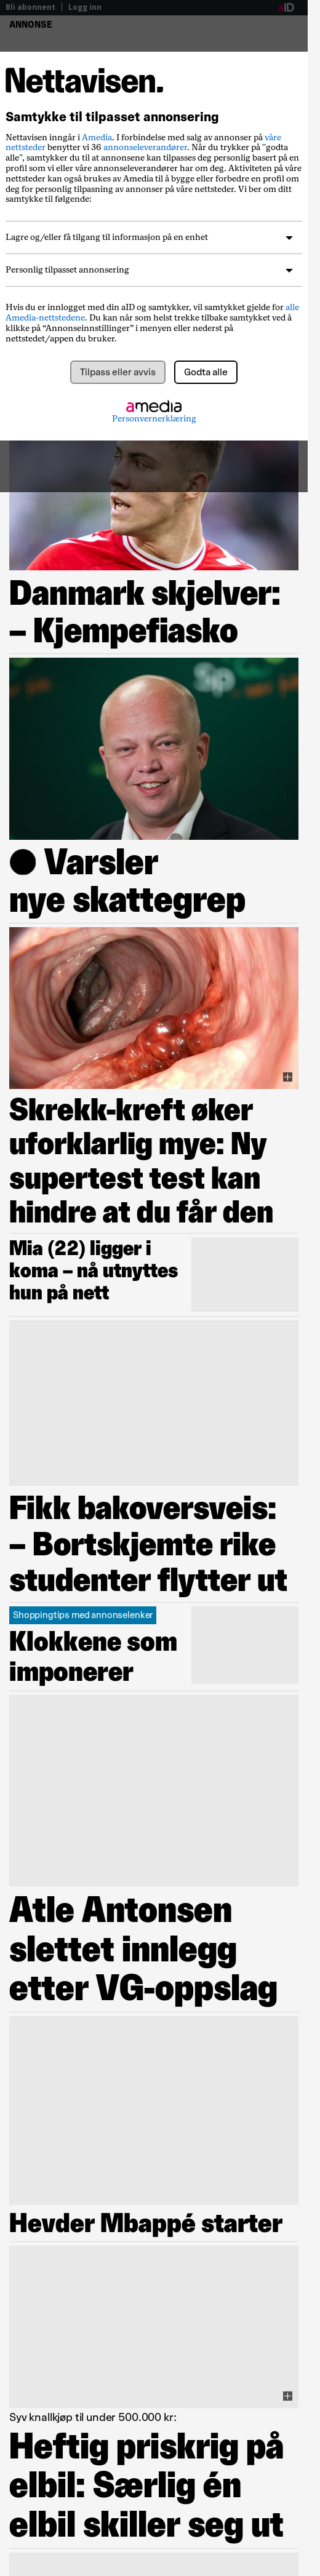 Bli abonnent | Logg inn
aID
ANNONSE
Nettavisen.
Samtykke til tilpasset annonsering
Nettavisen inngår i Amedia. I forbindelse med salg av annonser på våre
nettsteder benytter vi 36 annonseleverandører. Når du trykker på "godta
alle", samtykker du til at annonsene kan tilpasses deg personlig basert på en
profil som vi eller våre annonseleverandører har om deg. Aktiviteten på våre
nettsteder kan også brukes av Amedia til å bygge eller forbedre en profil om
deg for personlig tilpasning av annonser på våre nettsteder. Vi ber om ditt
samtykke til følgende:
Lagre og/eller få tilgang til informasjon på en enhet
Personlig tilpasset annonsering
Hvis du er innlogget med din aID og samtykker, vil samtykket gjelde for alle
Amedia-nettstedene. Du kan når som helst trekke tilbake samtykket ved å
klikke på “Annonseinnstillinger” i menyen eller nederst på
nettstedet/appen du bruker.
Tilpass eller avvis
Godta alle
amedia
Personvernerklæring
Danmark skjelver:
– Kjempefiasko
Sp
● Varsler
nye skattegrep
Skrekk-kreft øker
uforklarlig mye: Ny
supertest test kan
hindre at du får den
Mia (22) ligger i
koma – nå utnyttes
hun på nett
Fikk bakoversveis:
– Bortskjemte rike
studenter flytter ut
Shoppingtips med annonselenker
Klokkene som
imponerer
Atle Antonsen
slettet innlegg
etter VG-oppslag
Hevder Mbappé starter
Syv knallkjøp til under 500.000 kr:
Heftig priskrig på
elbil: Særlig én
elbil skiller seg ut